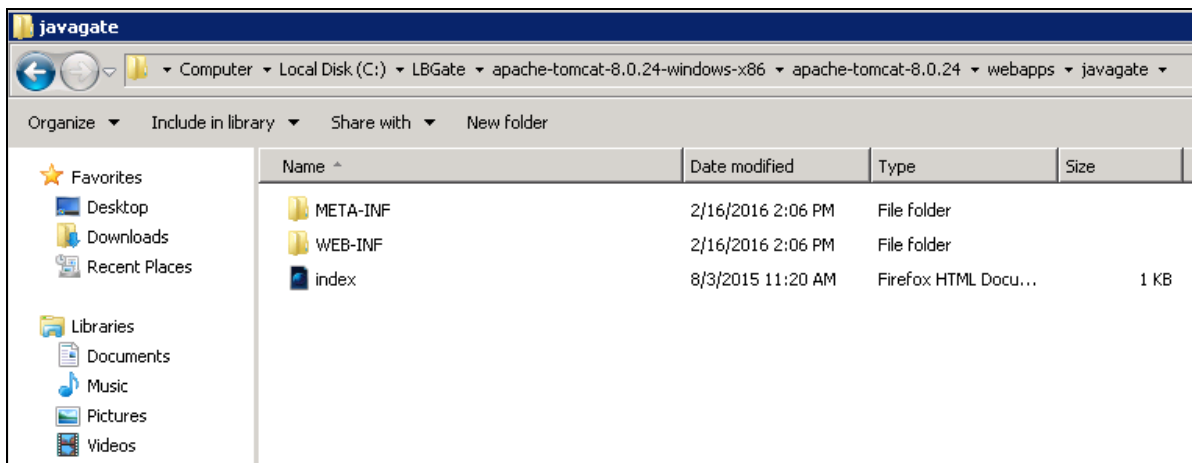 javagate
Computer Local Disk (C:) LBGate apache-tomcat-8.0.24-windows-x86 apache-tomcat-8.0.24 webapps javagate
Organize Include in library Share with New folder
Favorites
Desktop
Downloads
Recent Places
Libraries
Documents
Music
Pictures
Videos
Name Date modified Type Size
META-INF 2/16/2016 2:06 PM File folder
WEB-INF 2/16/2016 2:06 PM File folder
index 8/3/2015 11:20 AM Firefox HTML Docu... 1 KB